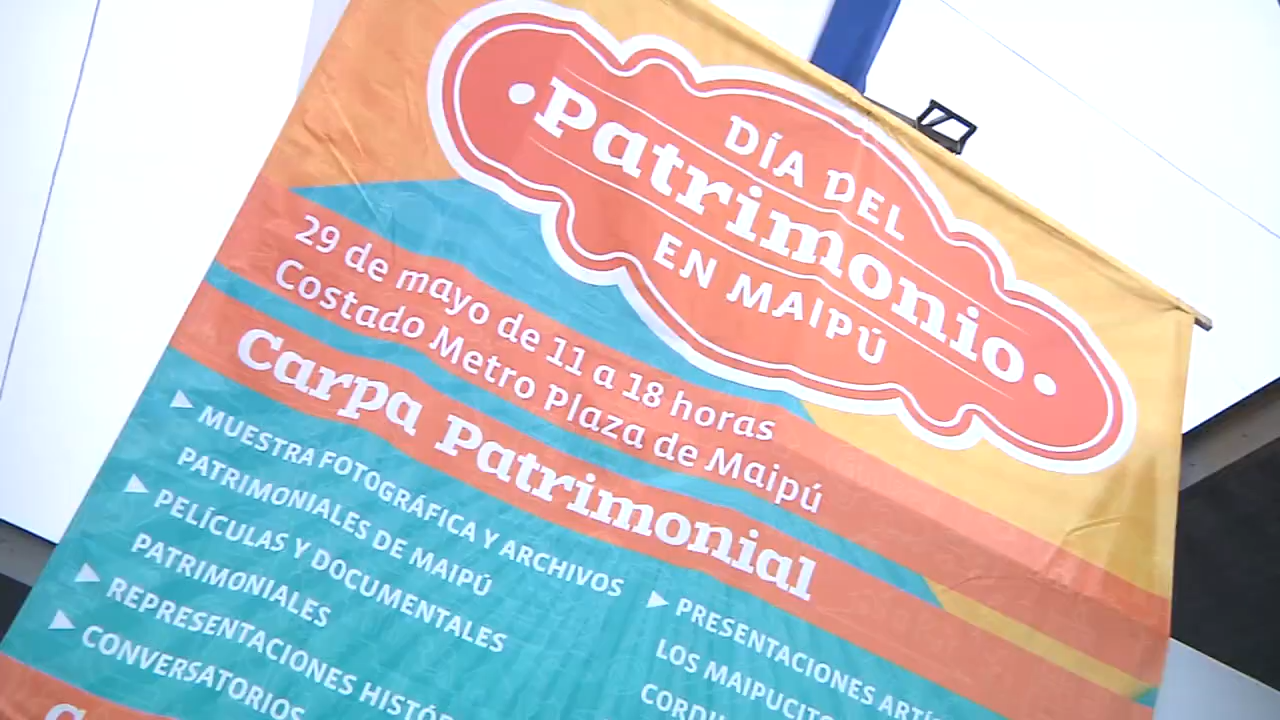 DÍA DEL
Patrimonio
EN MAIPÚ
29 de mayo de 11 a 18 horas
Costado Metro Plaza de Maipú
Carpa Patrimonial
MUESTRA FOTOGRÁFICA Y ARCHIVOS
PATRIMONIALES DE MAIPÚ
PELÍCULAS Y DOCUMENTALES
PATRIMONIALES
REPRESENTACIONES
CONVERSATORIOS
PRESENTACIONES
LOS